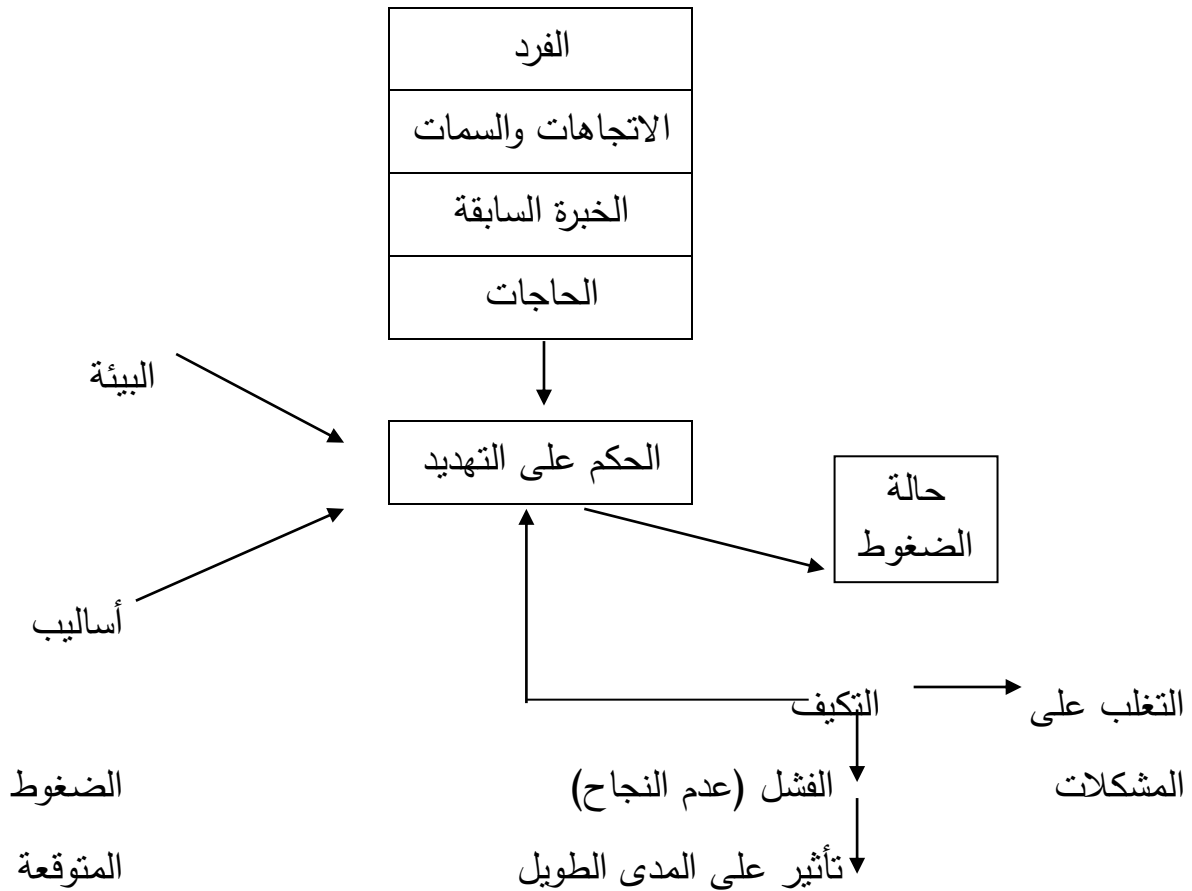 الفرد
الاتجاهات والسمات
الخبرة السابقة
الحاجات
البيئة
الحكم على التهديد
حالة
الضغوط
أساليب
التغلب على التكيف
المشكلات الفشل (عدم النجاح) الضغوط
تأثير على المدى الطويل المتوقعة